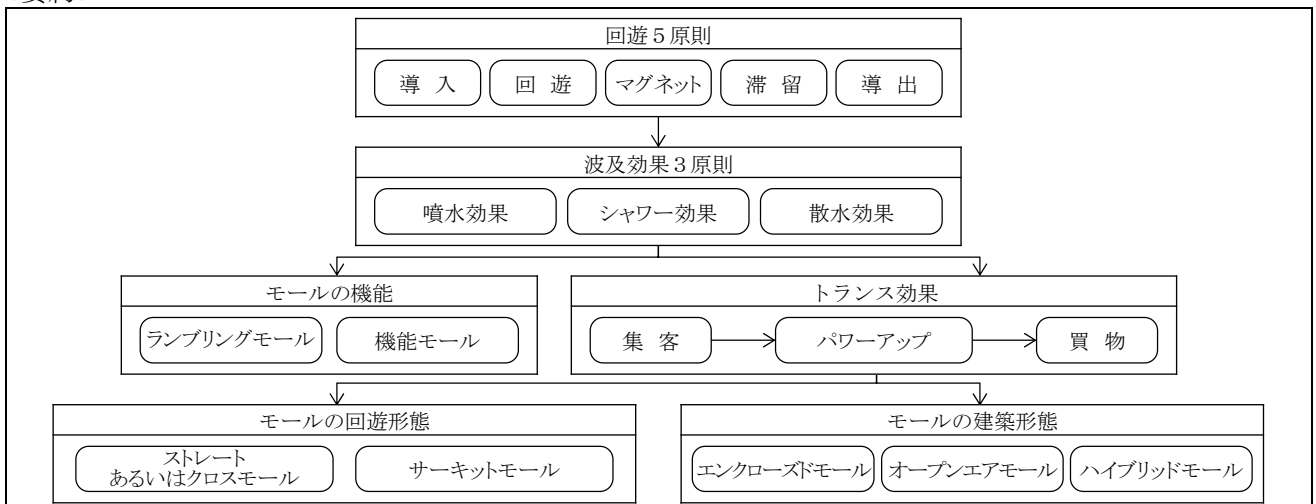 回遊５原則
導 入
回 遊
マグネット
滞 留
導 出
波及効果３原則
噴水効果
シャワー効果
散水効果
モールの機能
ランブリングモール
機能モール
トランス効果
集 客
パワーアップ
買 物
モールの回遊形態
ストレート
あるいはクロスモール
サーキットモール
モールの建築形態
エンクローズドモール
オープンエアモール
ハイブリッドモール